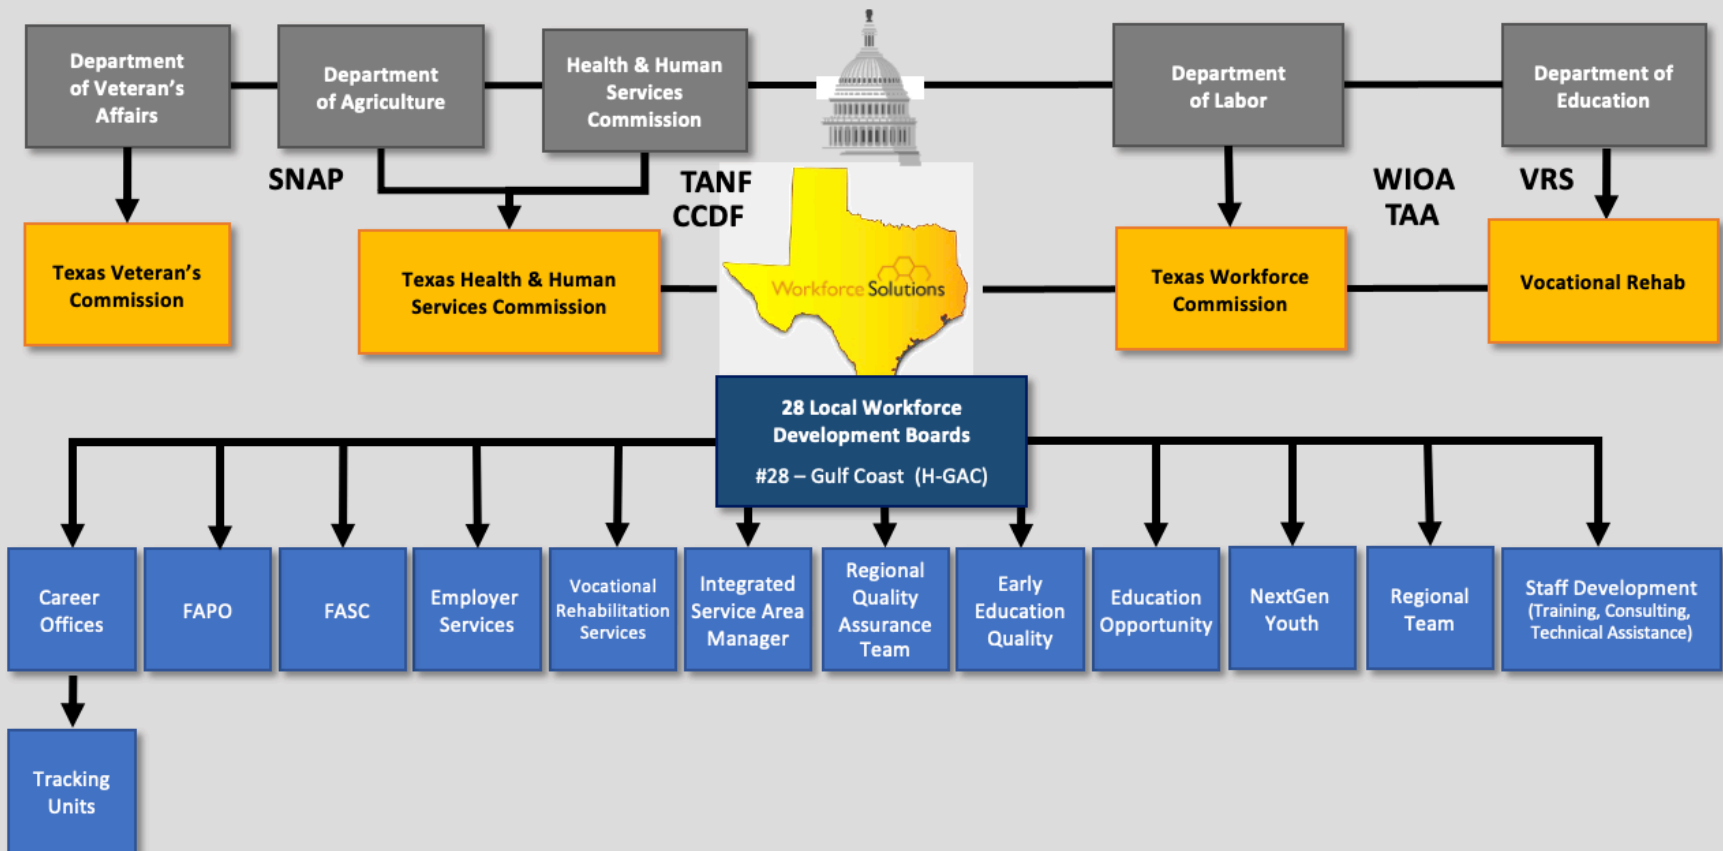 Department
of Veteran's
Affairs
Department
of Agriculture
Health & Human
Services
Commission
Department
of Labor
Department of
Education
SNAP
TANF
CCDF
WIOA
TAA
VRS
Texas Veteran's
Commission
Texas Health & Human
Services Commission
Workforce Solutions
Texas Workforce
Commission
Vocational Rehab
28 Local Workforce
Development Boards
#28 – Gulf Coast (H-GAC)
Career
Offices
FAPO
FASC
Employer
Services
Vocational
Rehabilitation
Services
Integrated
Service Area
Manager
Regional
Quality
Assurance
Team
Early
Education
Quality
Education
Opportunity
NextGen
Youth
Regional
Team
Staff Development
(Training, Consulting,
Technical Assistance)
Tracking
Units